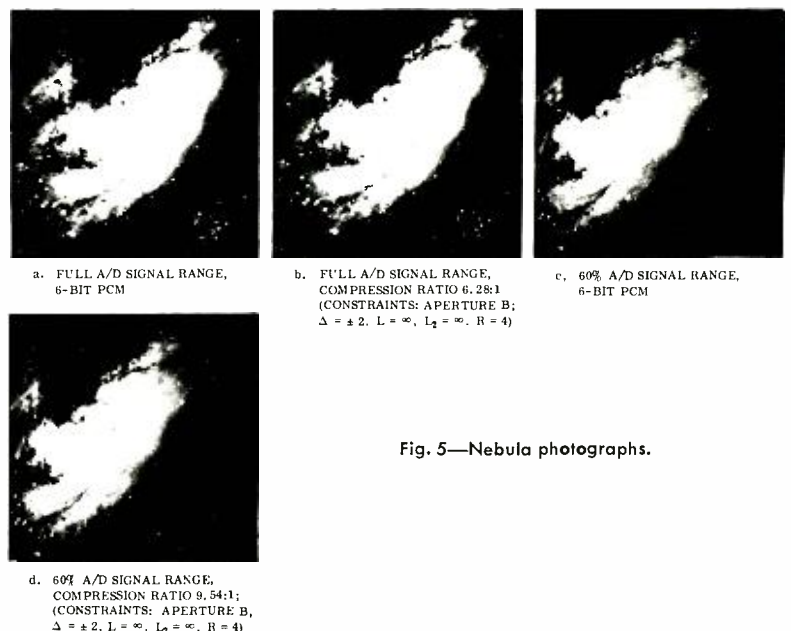 a. FULL A/D SIGNAL RANGE,
6-BIT PCM
b. FULL A/D SIGNAL RANGE,
COMPRESSION RATIO 6.28:1
(CONSTRAINTS: APERTURE B;
Δ = ± 2. L = ∞, L₂ = ∞. R = 4)
c, 60% A/D SIGNAL RANGE,
6-BIT PCM
Fig. 5—Nebula photographs.
d. 60% A/D SIGNAL RANGE,
COMPRESSION RATIO 9.54:1;
(CONSTRAINTS: APERTURE B,
Δ = ± 2, L = ∞, L₂ = ∞, R = 4)